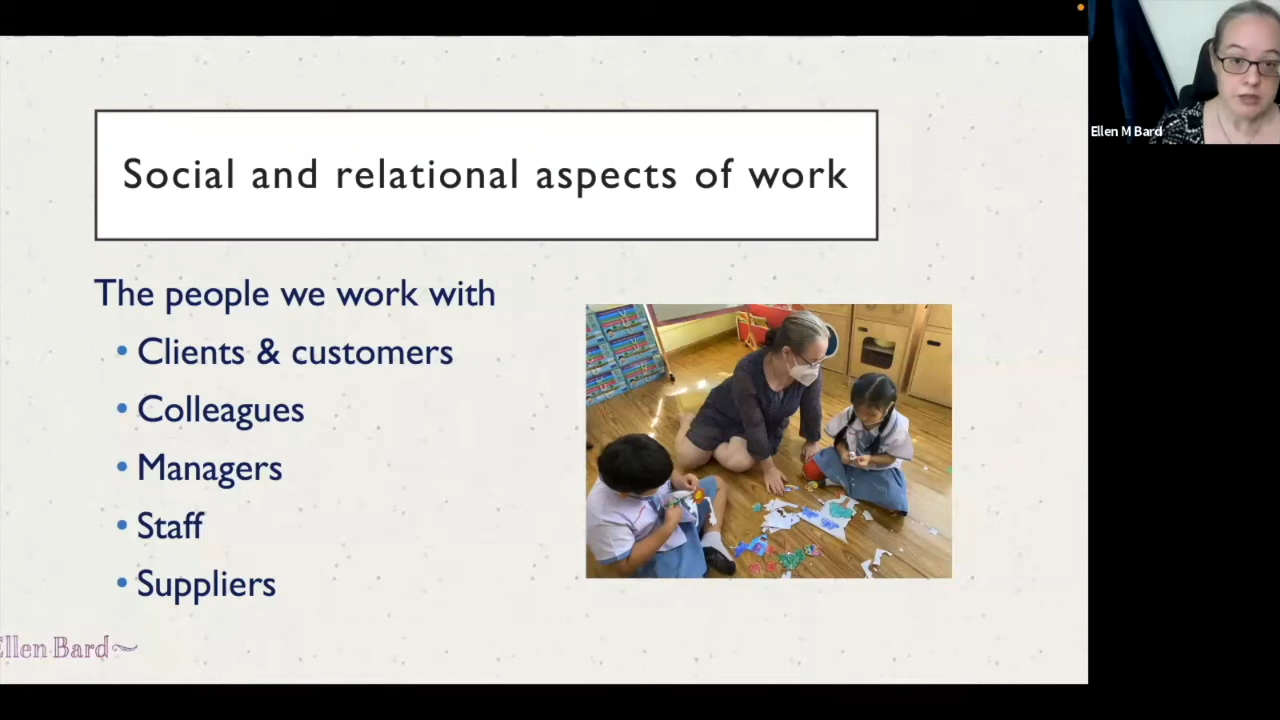 Social and relational aspects of work
Ellen M Bard
The people we work with
• Clients & customers
• Colleagues
• Managers
• Staff
• Suppliers
Ellen Bard